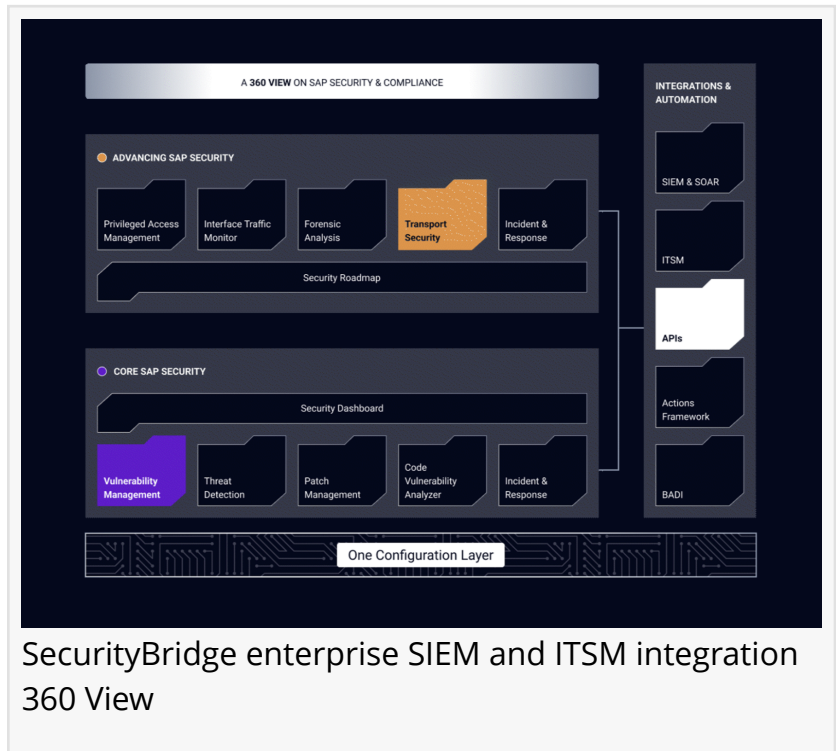 A 360 VIEW ON SAP SECURITY & COMPLIANCE
ADVANCING SAP SECURITY
Privileged Access
Management
Interface Traffic
Monitor
Forensic
Analysis
Transport
Security
Incident &
Response
Security Roadmap
CORE SAP SECURITY
Security Dashboard
Vulnerability
Management
Threat
Detection
Patch
Management
Code
Vulnerability
Analyzer
Incident &
Response
One Configuration Layer
INTEGRATIONS &
AUTOMATION
SIEM & SOAR
ITSM
APIs
Actions
Framework
BADI
SecurityBridge enterprise SIEM and ITSM integration
360 View